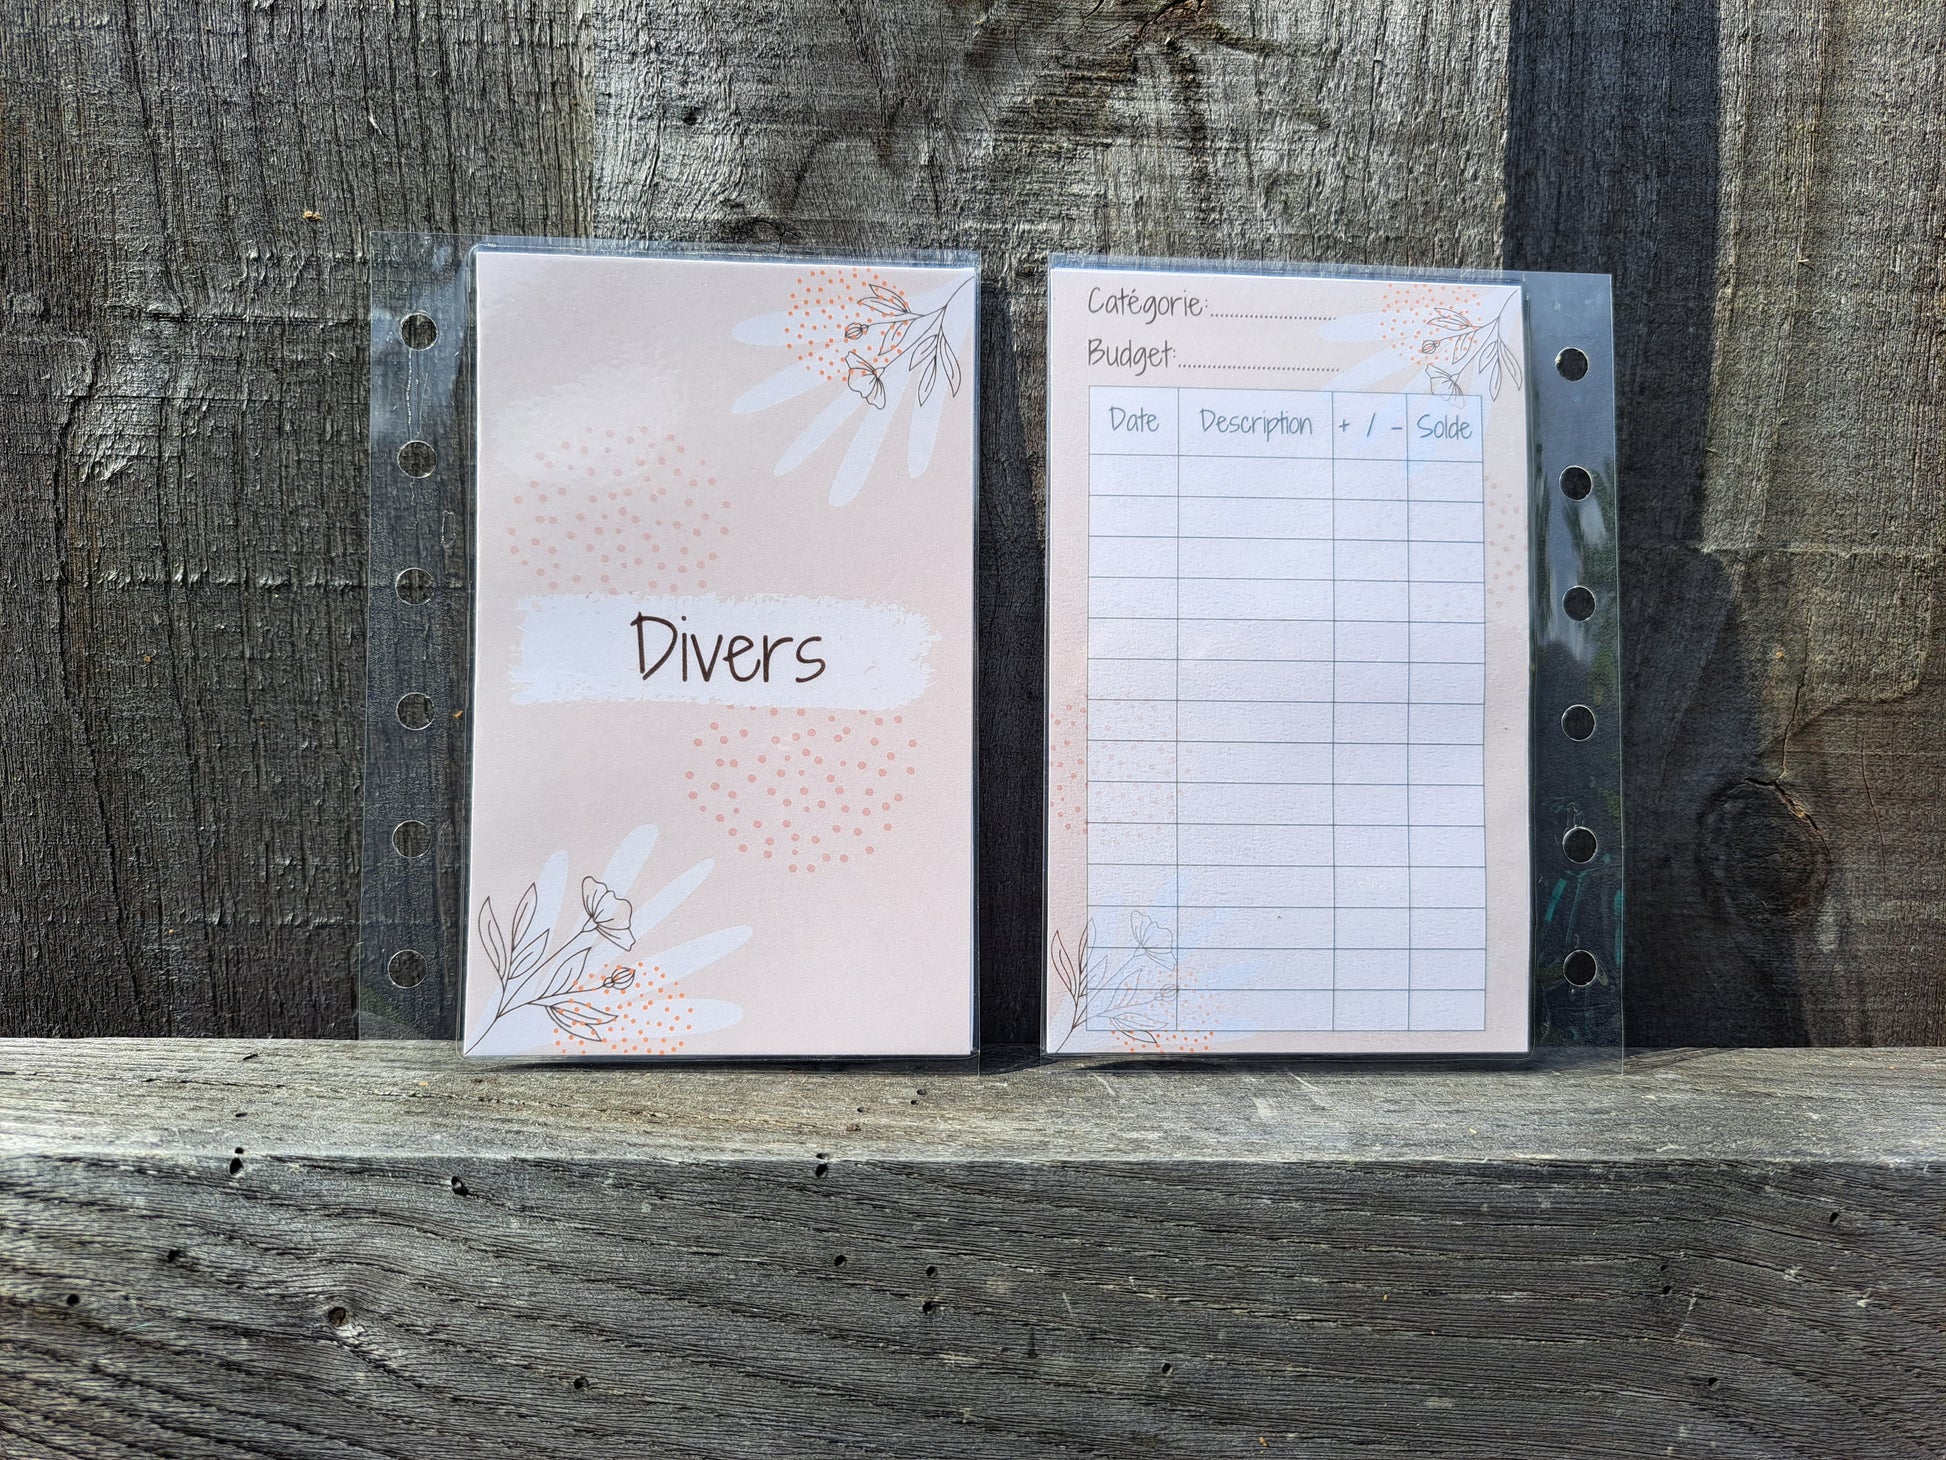 Divers
Catégorie:..........................
Budget:.................................
Date Description + / - Solde